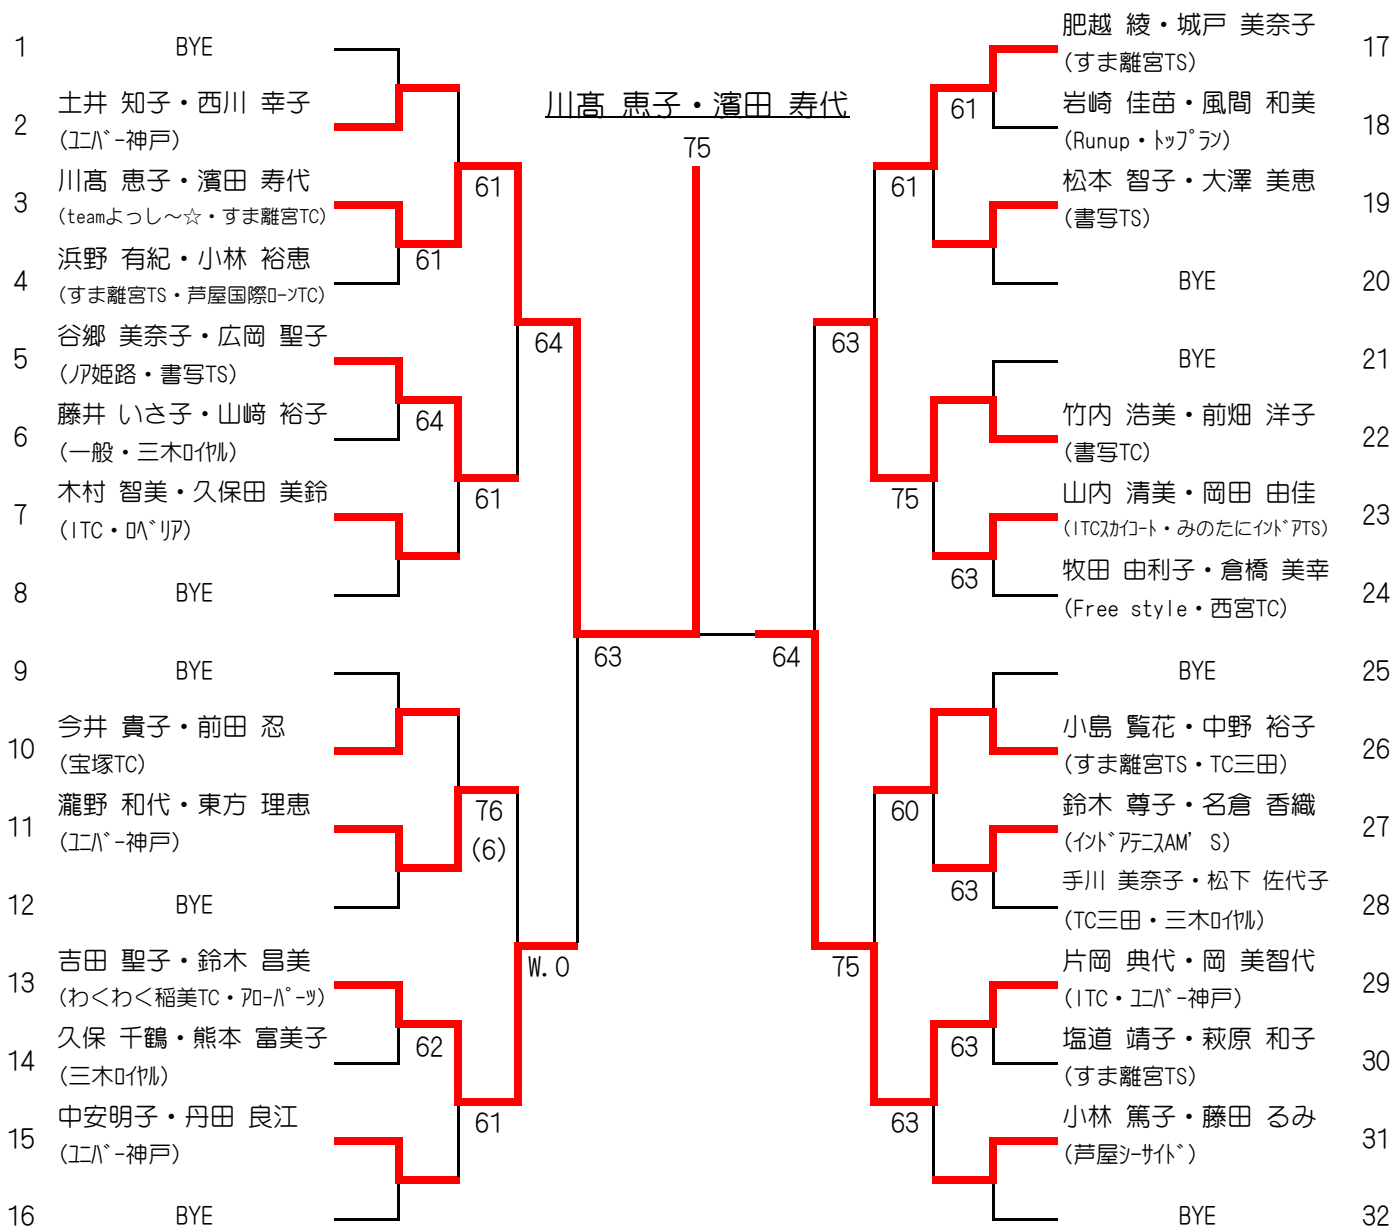 川髙 恵子・濱田 寿代
75
1 BYE
2 土井 知子・西川 幸子
(ﾕﾆﾊﾞｰ神戸)
3 川髙 恵子・濱田 寿代
(teamよっし～☆・すま離宮TC)
4 浜野 有紀・小林 裕恵
(すま離宮TS・芦屋国際ﾛｰﾝTC)
5 谷郷 美奈子・広岡 聖子
(ﾉｱ姫路・書写TS)
6 藤井 いさ子・山﨑 裕子
(一般・三木ﾛｲﾔﾙ)
7 木村 智美・久保田 美鈴
(ITC・ﾛﾍﾞﾘｱ)
8 BYE
9 BYE
10 今井 貴子・前田 忍
(宝塚TC)
11 瀧野 和代・東方 理恵
(ﾕﾆﾊﾞｰ神戸)
12 BYE
13 吉田 聖子・鈴木 昌美
(わくわく稲美TC・ｱﾛｰﾊﾟｰﾂ)
14 久保 千鶴・熊本 富美子
(三木ﾛｲﾔﾙ)
15 中安明子・丹田 良江
(ﾕﾆﾊﾞｰ神戸)
16 BYE
61
64
62
61
61
76
(6)
61
64
W.O
63
肥越 綾・城戸 美奈子 17
(すま離宮TS)
岩崎 佳苗・風間 和美 18
(Runup・ﾄｯﾌﾟﾗﾝ)
松本 智子・大澤 美恵 19
(書写TS)
BYE 20
BYE 21
竹内 浩美・前畑 洋子 22
(書写TC)
山内 清美・岡田 由佳 23
(ITCｽｶｲｺｰﾄ・みのたにｲﾝﾄﾞｱTS)
牧田 由利子・倉橋 美幸 24
(Free style・西宮TC)
BYE 25
小島 覧花・中野 裕子 26
(すま離宮TS・TC三田)
鈴木 尊子・名倉 香織 27
(ｲﾝﾄﾞｱﾃﾆｽAM’S)
手川 美奈子・松下 佐代子 28
(TC三田・三木ﾛｲﾔﾙ)
片岡 典代・岡 美智代 29
(ITC・ﾕﾆﾊﾞｰ神戸)
塩道 靖子・萩原 和子 30
(すま離宮TS)
小林 篤子・藤田 るみ 31
(芦屋ｼｰｻｲﾄﾞ)
BYE 32
61
63
63
63
61
75
60
63
63
75
64